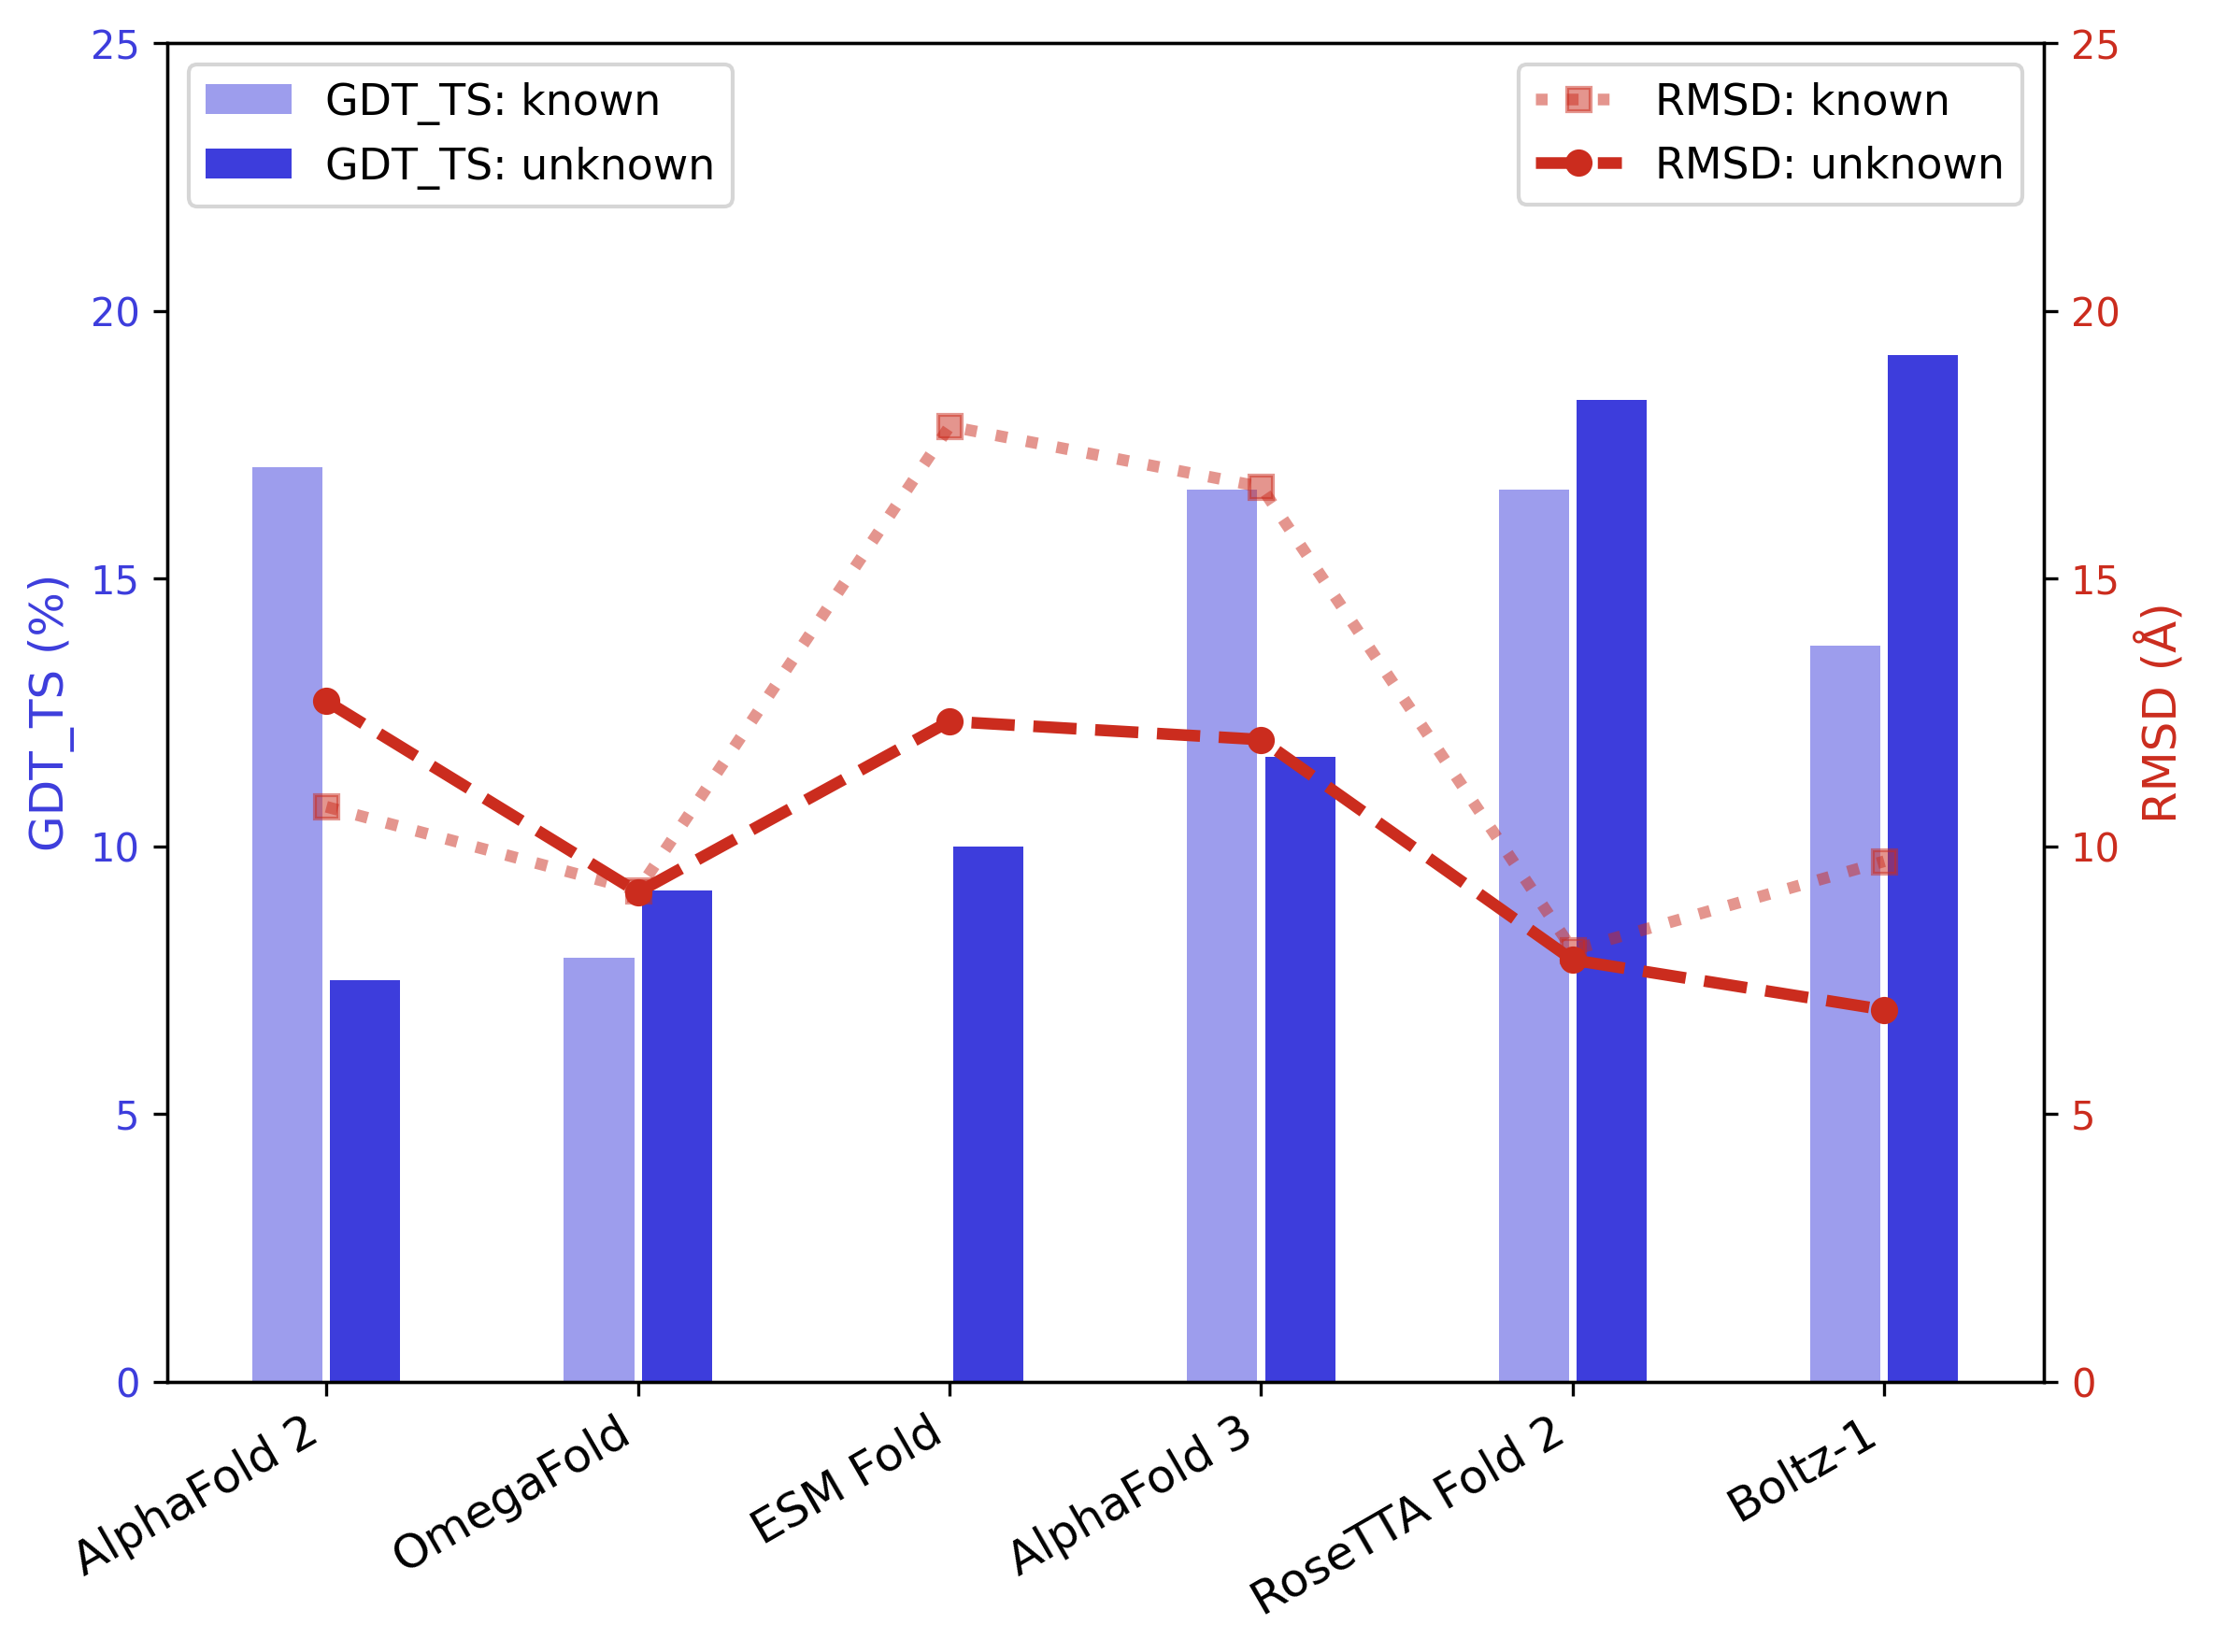 GDT_TS: known
GDT_TS: unknown
RMSD: known
RMSD: unknown
GDT_TS (%)
25
20
15
10
5
0
RMSD (Å)
25
20
15
10
5
0
AlphaFold 2
OmegaFold
ESM Fold
AlphaFold 3
RoseTTA Fold 2
Boltz-1